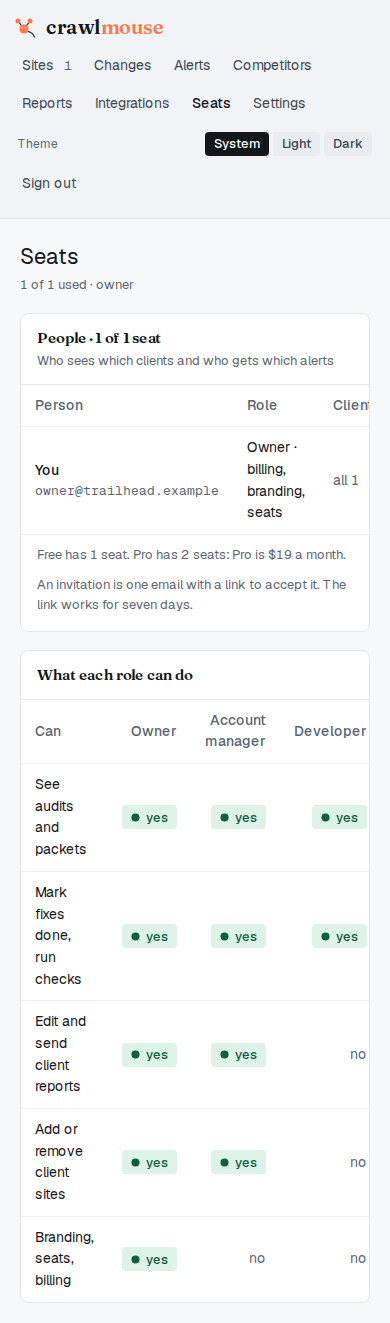 crawlmouse
Sites 1 Changes Alerts Competitors
Reports Integrations Seats Settings
Theme System Light Dark
Sign out
Seats
1 of 1 used · owner
People · 1 of 1 seat
Who sees which clients and who gets which alerts
Person Role
You
owner@trailhead.example
Owner ·
billing,
branding,
seats
all 1
Free has 1 seat. Pro has 2 seats: Pro is $19 a month.
An invitation is one email with a link to accept it. The
link works for seven days.
What each role can do
Can Owner Account
manager Developer
See
audits
and
packets
yes yes yes
Mark
fixes
done,
run
checks
yes yes yes
Edit and
send
client
reports
yes yes no
Add or
remove
client
sites
yes yes no
Branding,
seats,
billing
yes no no